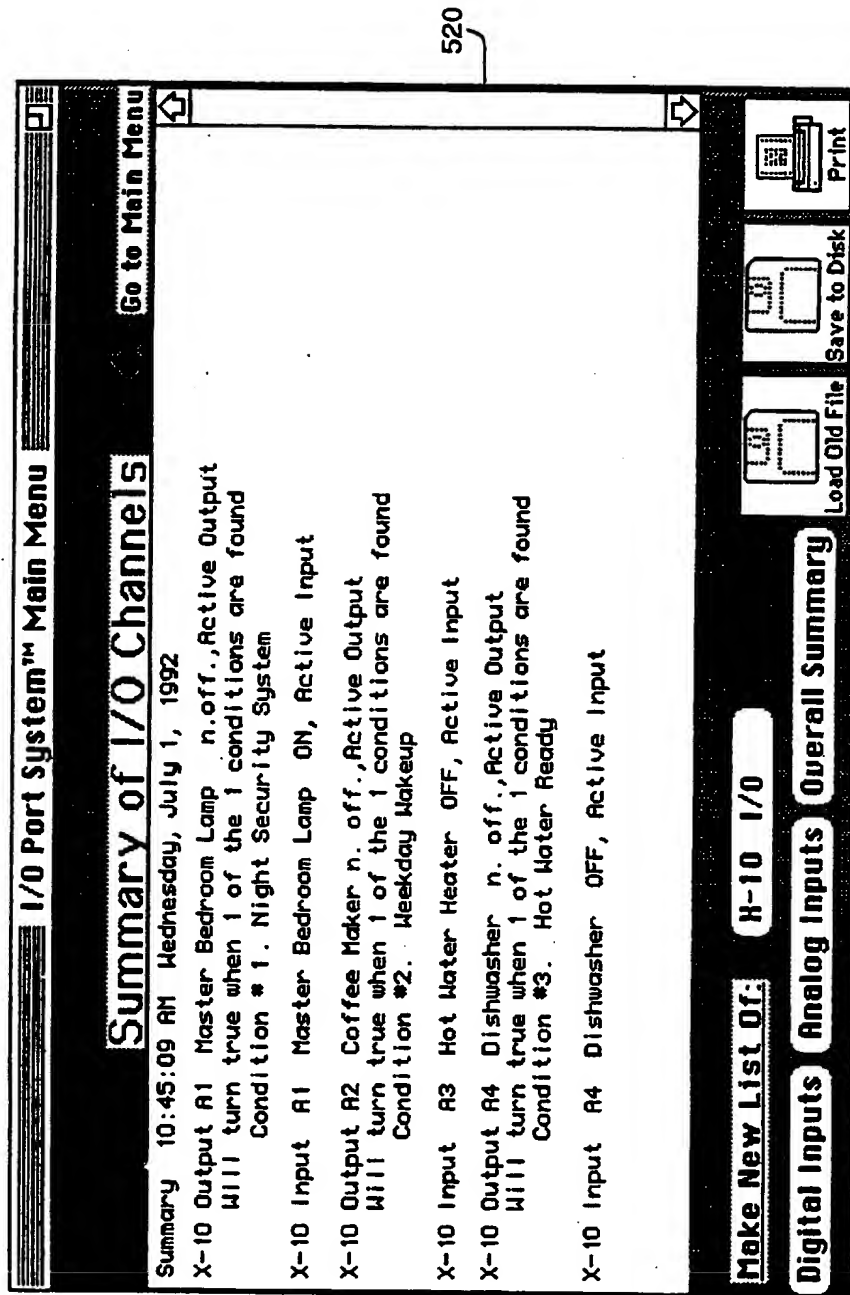 I/O Port System™ Main Menu
Summary of I/O Channels
Go to Main Menu
Summary 10:45:09 AM Wednesday, July 1, 1992
X-10 Output A1 Master Bedroom Lamp n.off.,Active Output
Will turn true when 1 of the 1 conditions are found
Condition # 1. Night Security System
X-10 Input A1 Master Bedroom Lamp ON, Active Input
X-10 Output A2 Coffee Maker n. off.,Active Output
Will turn true when 1 of the 1 conditions are found
Condition #2. Weekday Wakeup
X-10 Input A3 Hot Water Heater OFF, Active Input
X-10 Output A4 Dishwasher n. off.,Active Output
Will turn true when 1 of the 1 conditions are found
Condition #3. Hot Water Ready
X-10 Input A4 Dishwasher OFF, Active Input
520
Make New List Of:
X-10 I/O
Digital Inputs
Analog Inputs
Overall Summary
Load Old File
Save to Disk
Print